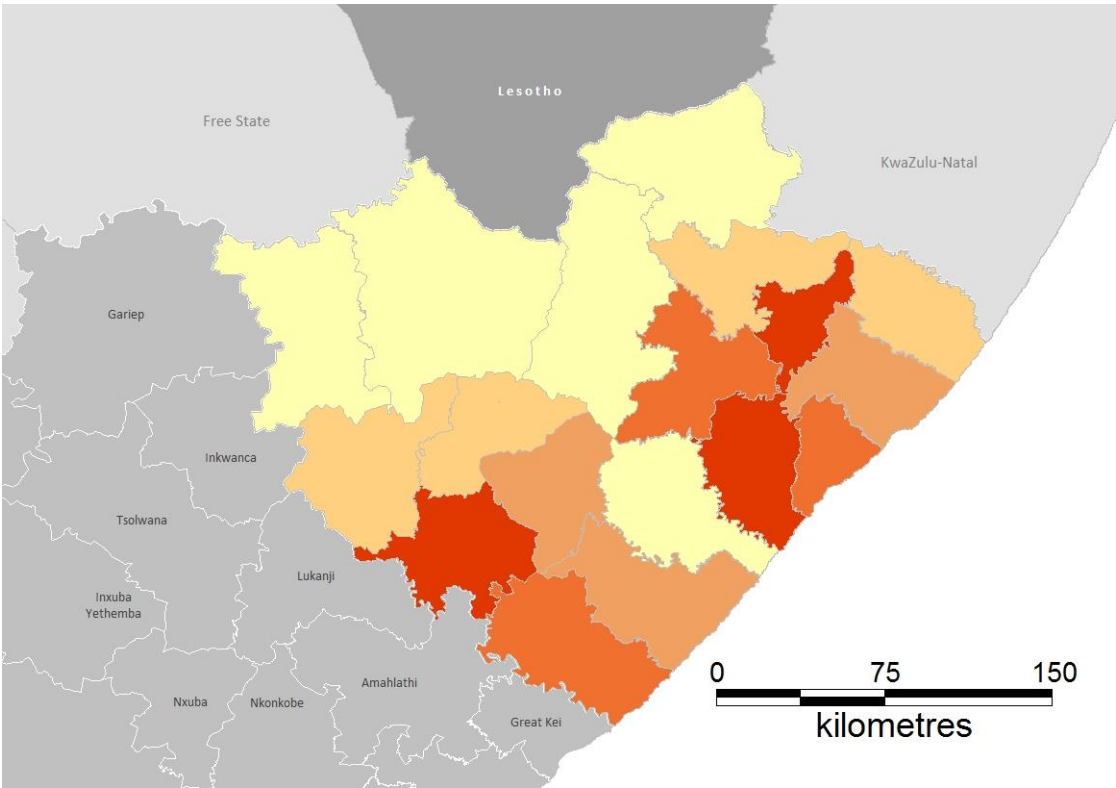 Lesotho
Free State
KwaZulu-Natal
Gariep
Inkwanca
Tsolwana
Lukanji
Inxuba
Yethemba
Amahlathi
Nxuba
Nkonkobe
Great Kei
0 75 150
kilometres